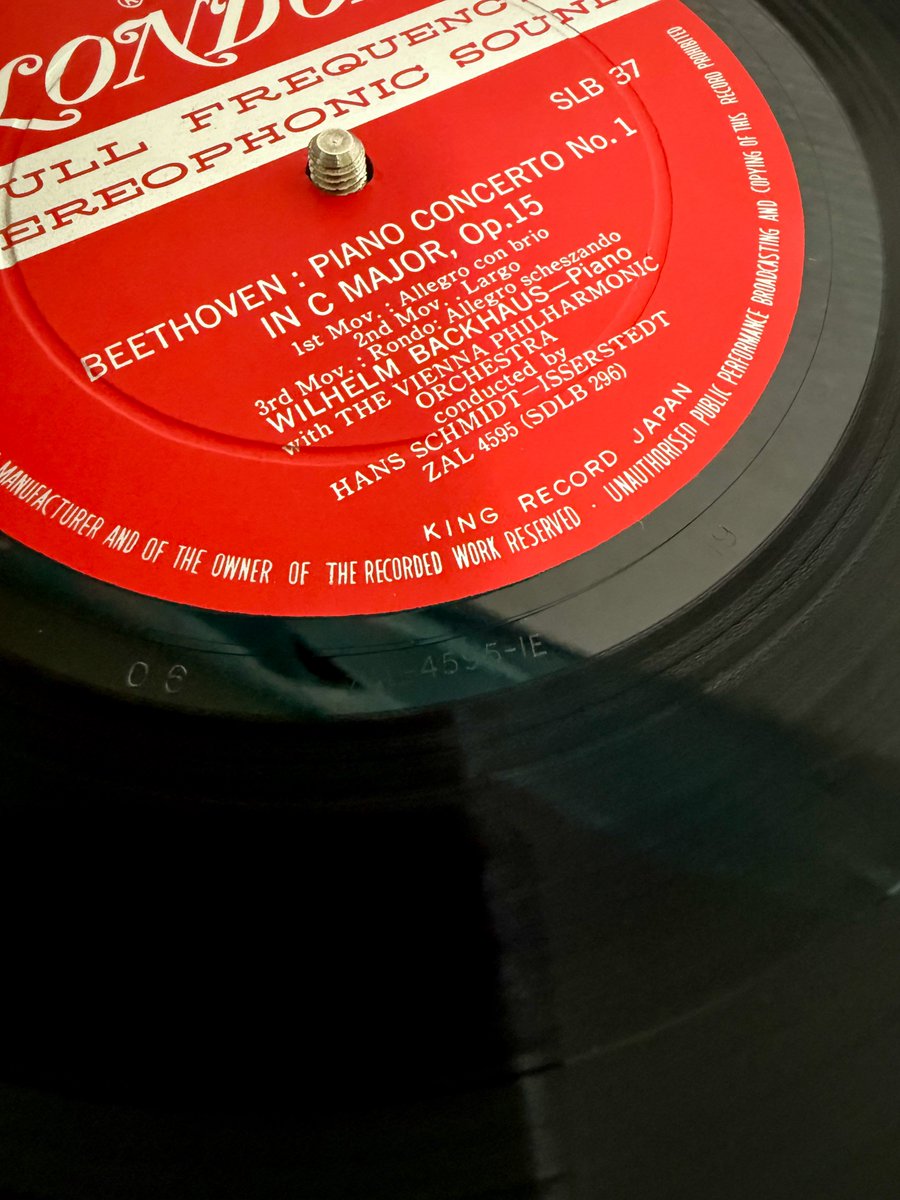 LONDON
FULL FREQUENCY
STEREOPHONIC SOUND
SLB 37
BEETHOVEN : PIANO CONCERTO No. 1
IN C MAJOR, Op.15
1st Mov. : Allegro con brio
2nd Mov. : Largo
3rd Mov. : Rondo: Allegro scheszando
WILHELM BACKHAUS—Piano
with THE VIENNA PHILHARMONIC
ORCHESTRA
conducted by
HANS SCHMIDT—ISSERSTEDT
ZAL 4595 (SDLB 296)
KING RECORD JAPAN
MANUFACTURER AND OF THE OWNER OF THE RECORDED WORK RESERVED · UNAUTHORISED PUBLIC PERFORMANCE BROADCASTING AND COPYING OF THIS RECORD PROHIBITED
06
-4595-1E